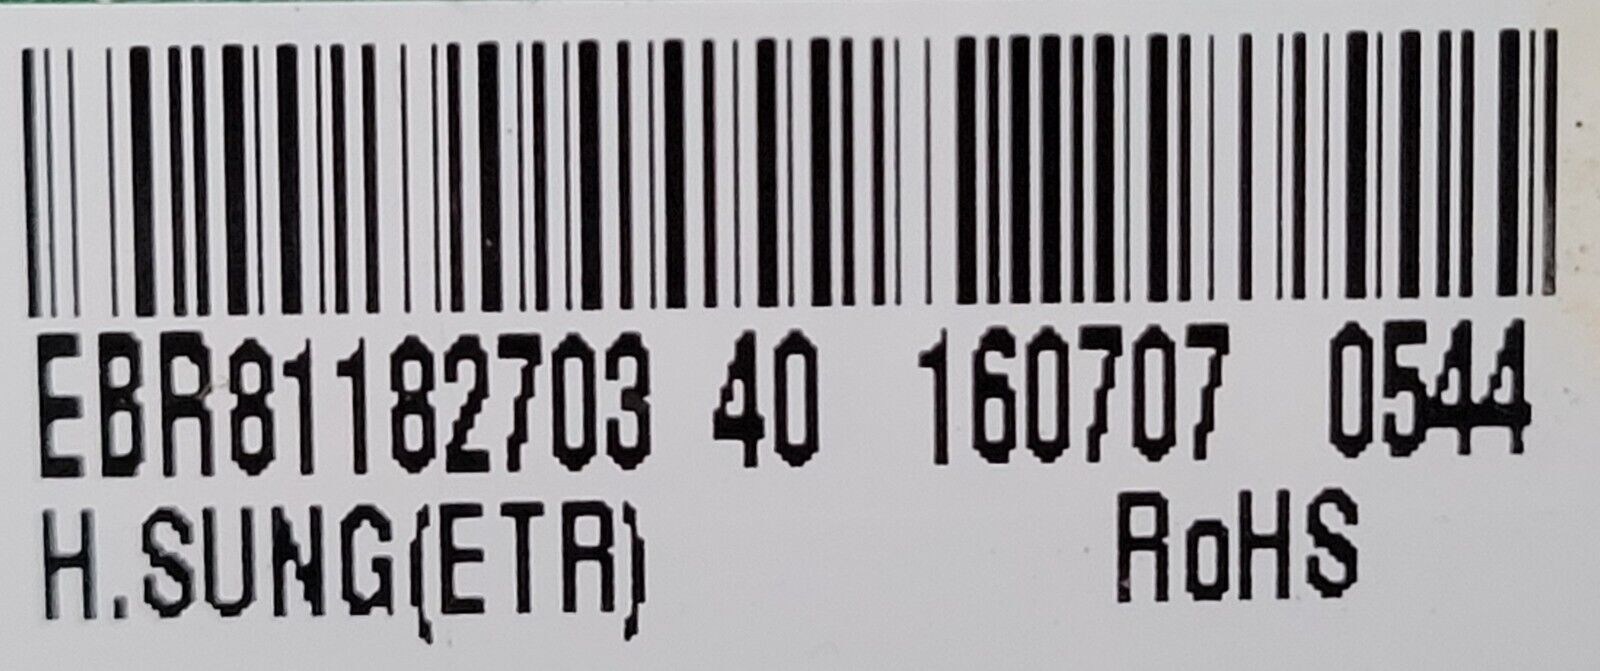 EBR81182703 40 160707 0544
H.SUNG(ETR) RoHS